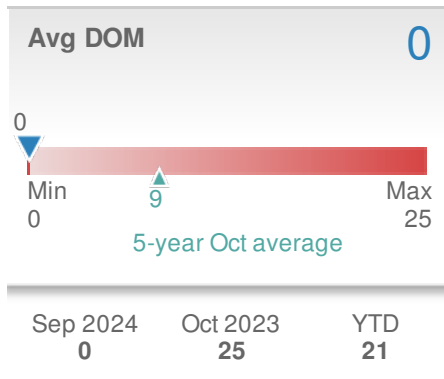 Avg DOM 0
0
Min Max
0 9 25
5-year Oct average
Sep 2024 Oct 2023 YTD
0 25 21